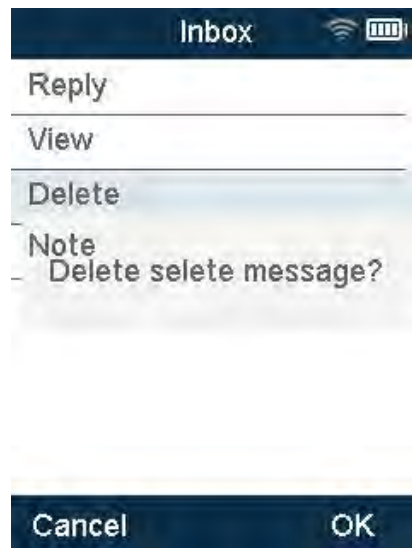 Inbox
Reply
View
Delete
Note
Delete selete message?
Cancel OK